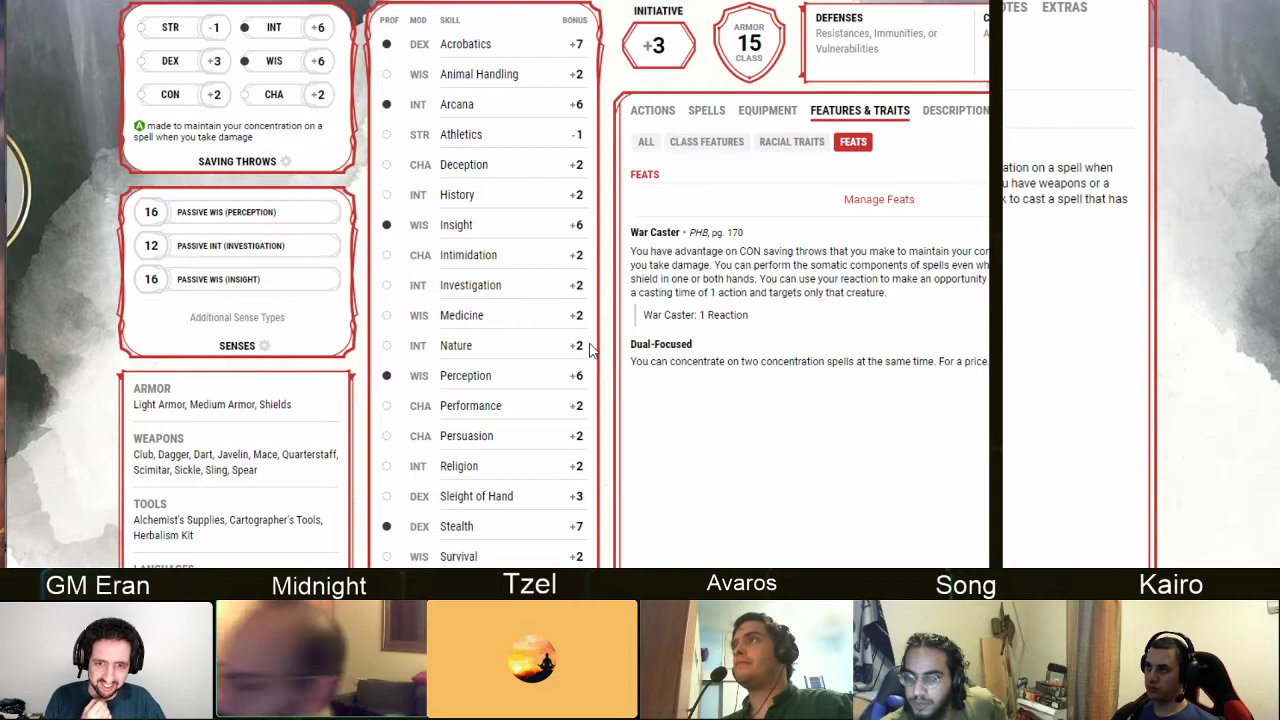 STR -1 INT +6
DEX +3 WIS +6
CON +2 CHA +2
A made to maintain your concentration on a
spell when you take damage
SAVING THROWS
16 PASSIVE WIS (PERCEPTION)
12 PASSIVE INT (INVESTIGATION)
16 PASSIVE WIS (INSIGHT)
Additional Sense Types
SENSES
ARMOR
Light Armor, Medium Armor, Shields
WEAPONS
Club, Dagger, Dart, Javelin, Mace, Quarterstaff,
Scimitar, Sickle, Sling, Spear
TOOLS
Alchemist's Supplies, Cartographer's Tools,
Herbalism Kit
PROF MOD SKILL BONUS
DEX Acrobatics +7
WIS Animal Handling +2
INT Arcana +6
STR Athletics -1
CHA Deception +2
INT History +2
WIS Insight +6
CHA Intimidation +2
INT Investigation +2
WIS Medicine +2
INT Nature +2
WIS Perception +6
CHA Performance +2
CHA Persuasion +2
INT Religion +2
DEX Sleight of Hand +3
DEX Stealth +7
WIS Survival +2
INITIATIVE
+3
ARMOR
15
CLASS
DEFENSES
Resistances, Immunities, or
Vulnerabilities
ACTIONS SPELLS EQUIPMENT FEATURES & TRAITS DESCRIPTION
ALL CLASS FEATURES RACIAL TRAITS FEATS
FEATS
Manage Feats
War Caster • PHB, pg. 170
You have advantage on CON saving throws that you make to maintain your con
you take damage. You can perform the somatic components of spells even wh
shield in one or both hands. You can use your reaction to make an opportunity
a casting time of 1 action and targets only that creature.
War Caster: 1 Reaction
Dual-Focused
You can concentrate on two concentration spells at the same time. For a price.
OTES EXTRAS
ation on a spell when
u have weapons or a
k to cast a spell that has
GM Eran Midnight Tzel Avaros Song Kairo